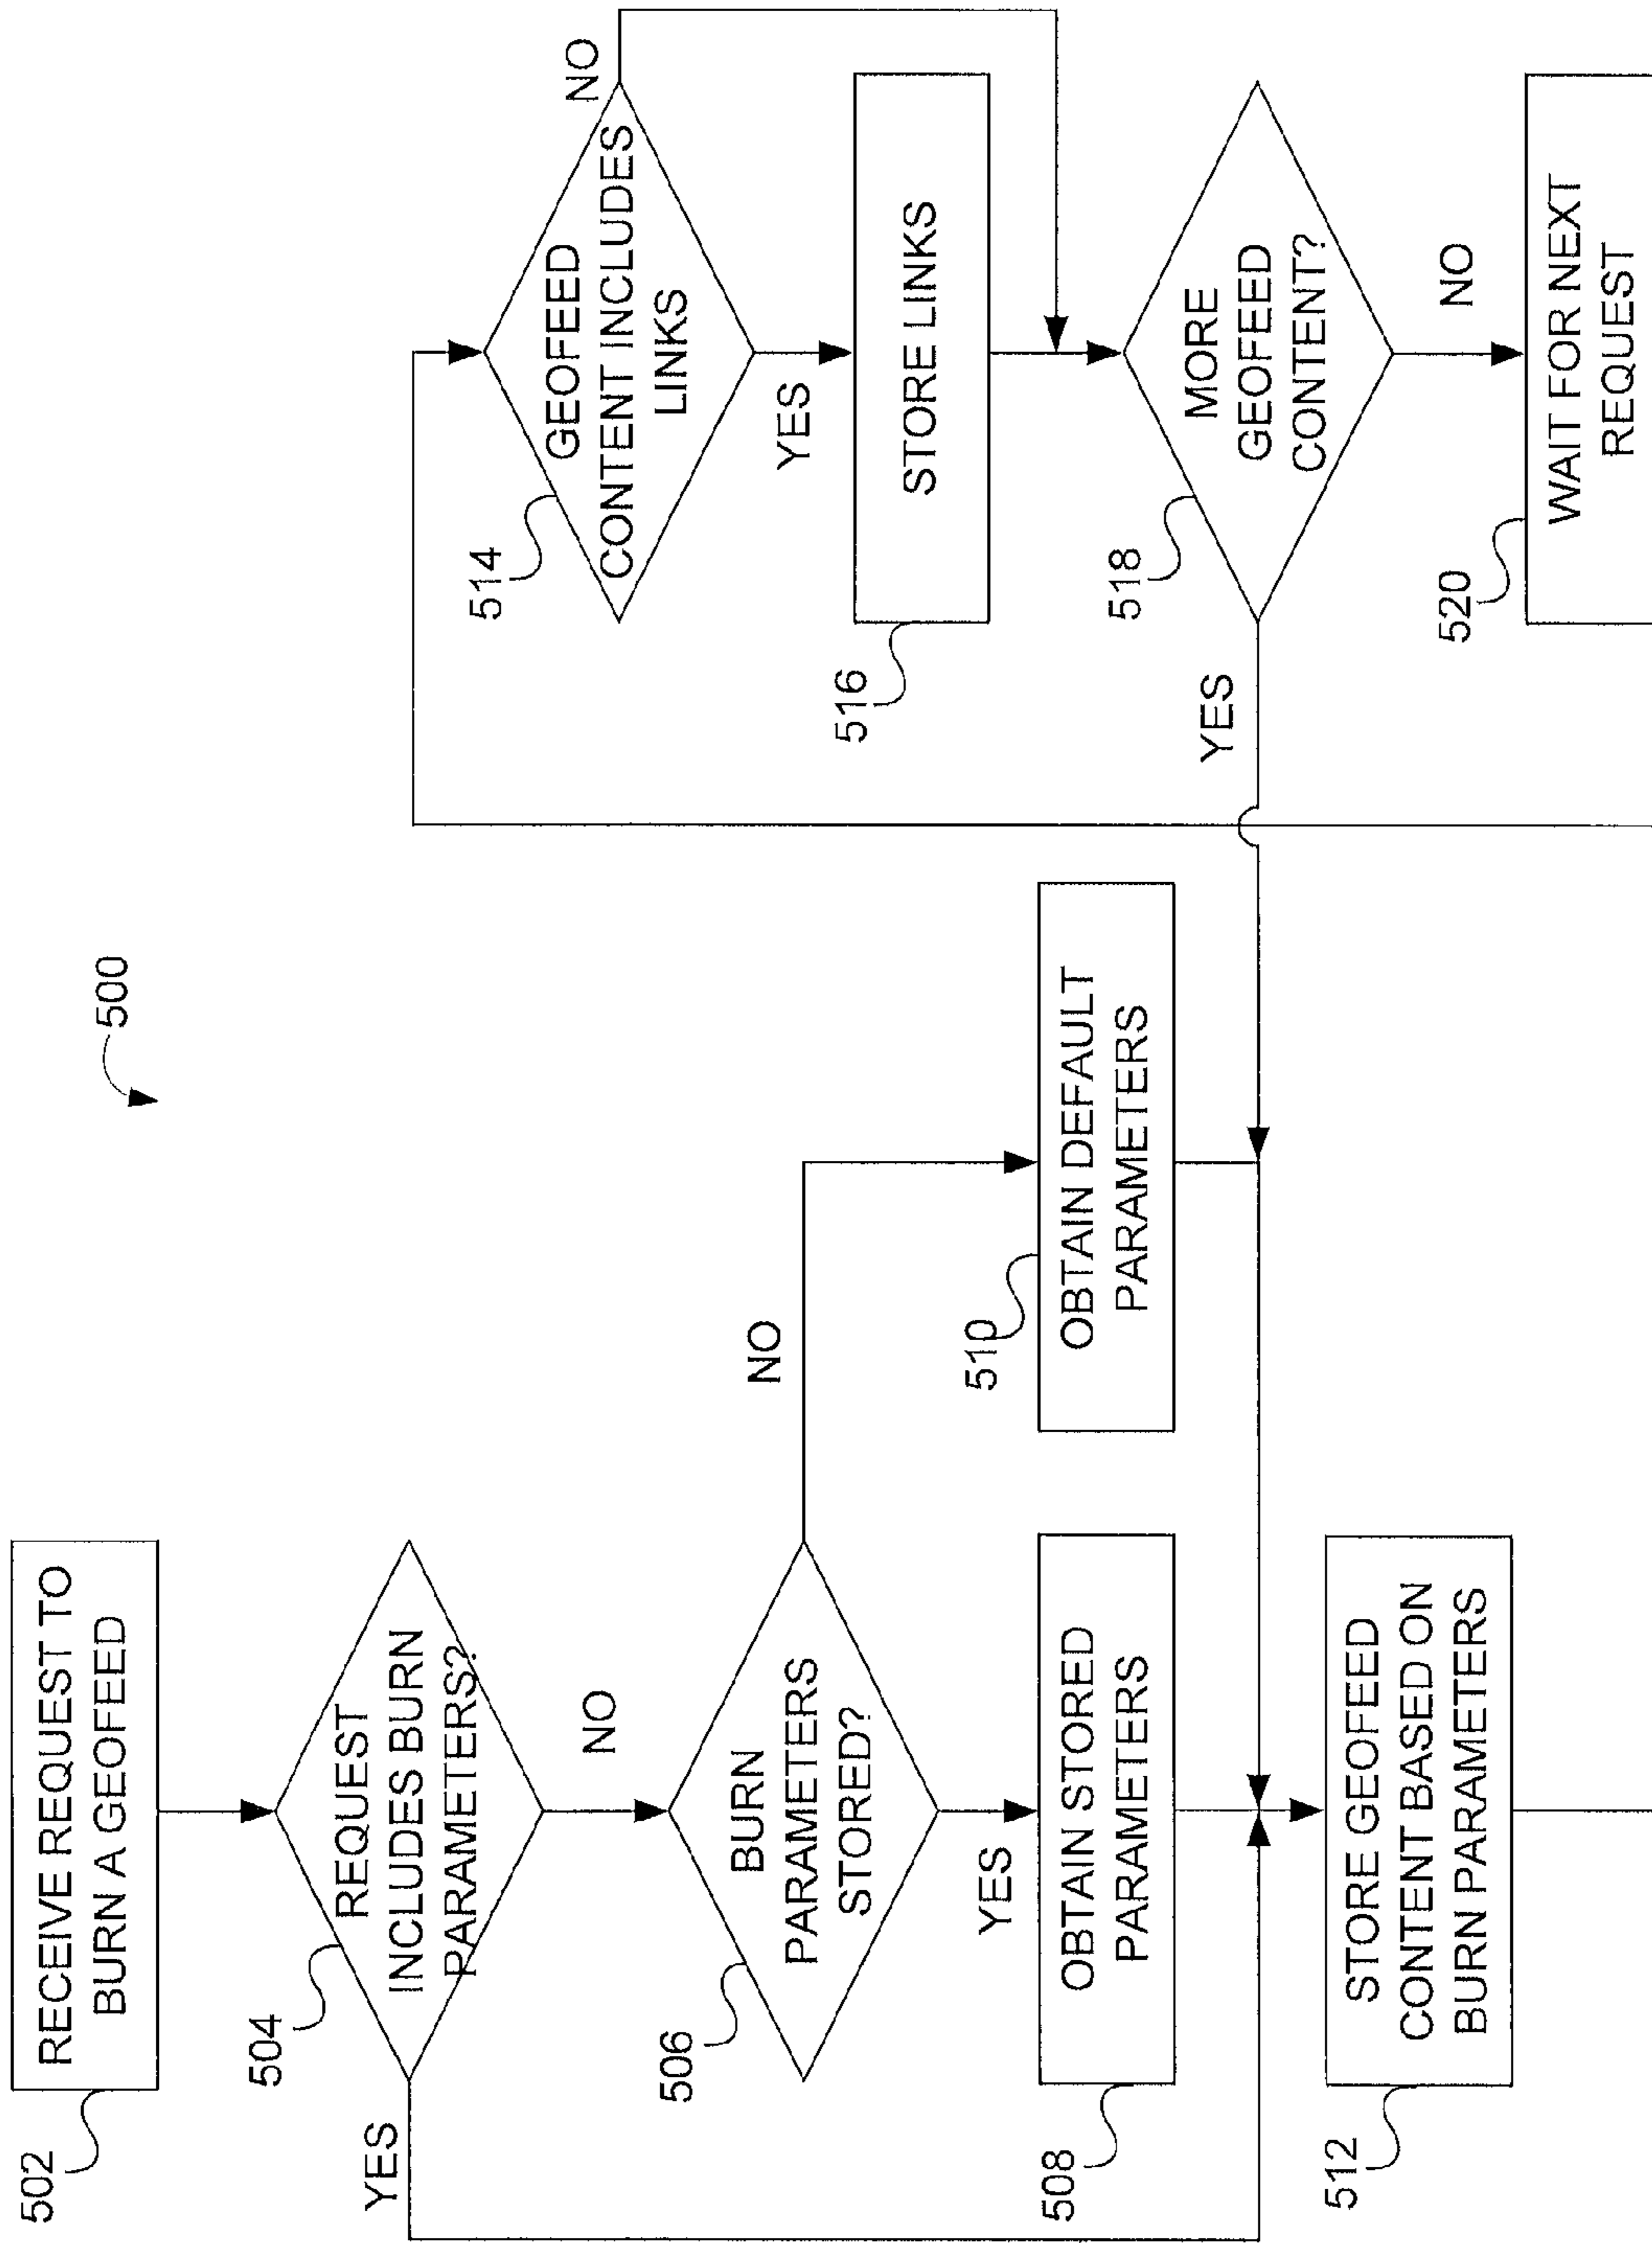 500
502
RECEIVE REQUEST TO
BURN A GEOFEED
504
REQUEST
INCLUDES BURN
PARAMETERS?
YES
NO
506
BURN
PARAMETERS
STORED?
NO
YES
508
OBTAIN STORED
PARAMETERS
510
OBTAIN DEFAULT
PARAMETERS
512
STORE GEOFEED
CONTENT BASED ON
BURN PARAMETERS
514
GEOFEED
CONTENT INCLUDES
LINKS
NO
YES
516
STORE LINKS
518
MORE
GEOFEED
CONTENT?
YES
NO
520
WAIT FOR NEXT
REQUEST